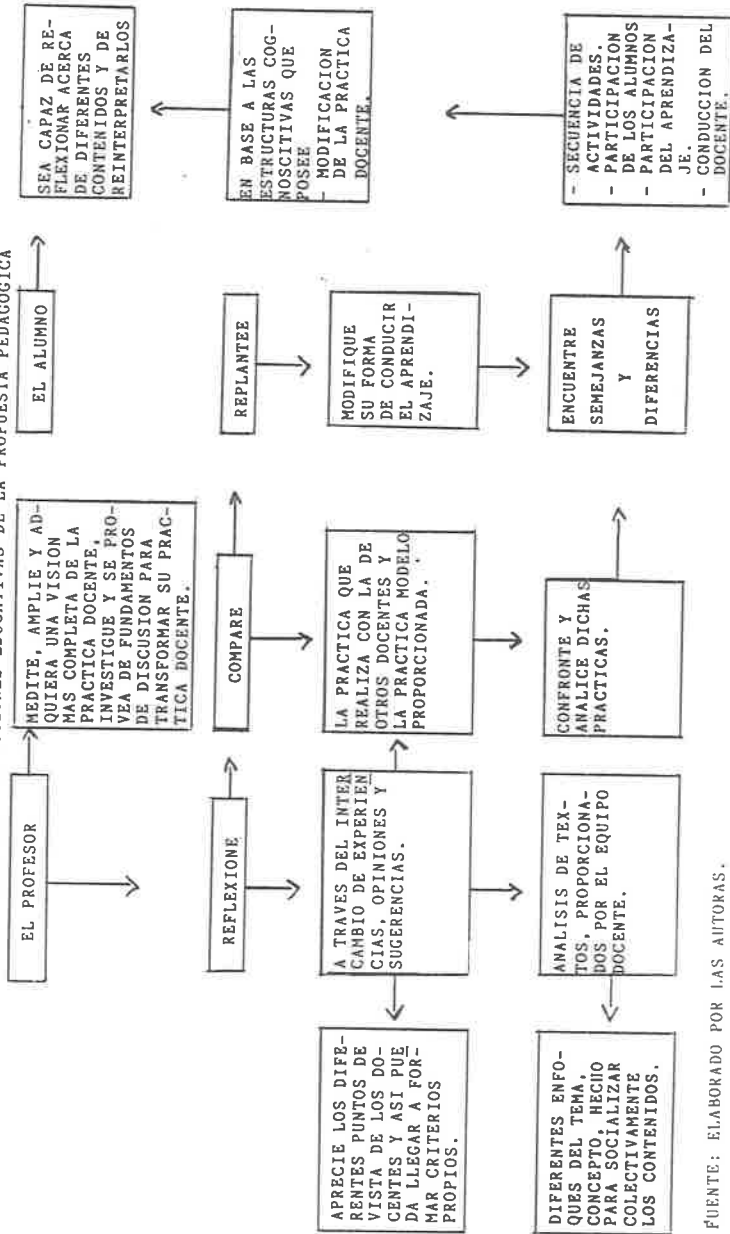 EDUCATIVAS DE LA PROPUESTA PEDAGOGICA
EL PROFESOR
MEDITE, AMPLIE Y AD-
QUIERA UNA VISION
MAS COMPLETA DE LA
PRACTICA DOCENTE,
INVESTIGUE Y SE PRO-
VEA DE FUNDAMENTOS
DE DISCUSION PARA
TRANSFORMAR SU PRAC-
TICA DOCENTE.
EL ALUMNO
SEA CAPAZ DE RE-
FLEXIONAR ACERCA
DE DIFERENTES
CONTENIDOS Y DE
REINTERPRETARLOS
REFLEXIONE
COMPARE
REPLANTEE
EN BASE A LAS
ESTRUCTURAS COG-
NOSCITIVAS QUE
POSEE
- MODIFICACION
DE LA PRACTICA
DOCENTE.
APRECIE LOS DIFE-
RENTES PUNTOS DE
VISTA DE LOS DO-
CENTES Y ASI PUE
DA LLEGAR A FOR-
MAR CRITERIOS
PROPIOS.
A TRAVES DEL INTER
CAMBIO DE EXPERIEN
CIAS, OPINIONES Y
SUGERENCIAS.
LA PRACTICA QUE
REALIZA CON LA DE
OTROS DOCENTES Y
LA PRACTICA MODELO
PROPORCIONADA.
MODIFIQUE
SU FORMA
DE CONDUCIR
EL APRENDI-
ZAJE.
DIFERENTES ENFO-
QUES DEL TEMA,
CONCEPTO, HECHO
PARA SOCIALIZAR
COLECTIVAMENTE
LOS CONTENIDOS.
ANALISIS DE TEX-
TOS, PROPORCIONA-
DOS POR EL EQUIPO
DOCENTE.
CONFRONTE Y
ANALICE DICHAS
PRACTICAS.
ENCUENTRE
SEMEJANZAS
Y
DIFERENCIAS
- SECUENCIA DE
ACTIVIDADES.
- PARTICIPACION
DE LOS ALUMNOS
- PARTICIPACION
DEL APRENDIZA-
JE.
- CONDUCCION DEL
DOCENTE.
FUENTE: ELABORADO POR LAS AUTORAS.